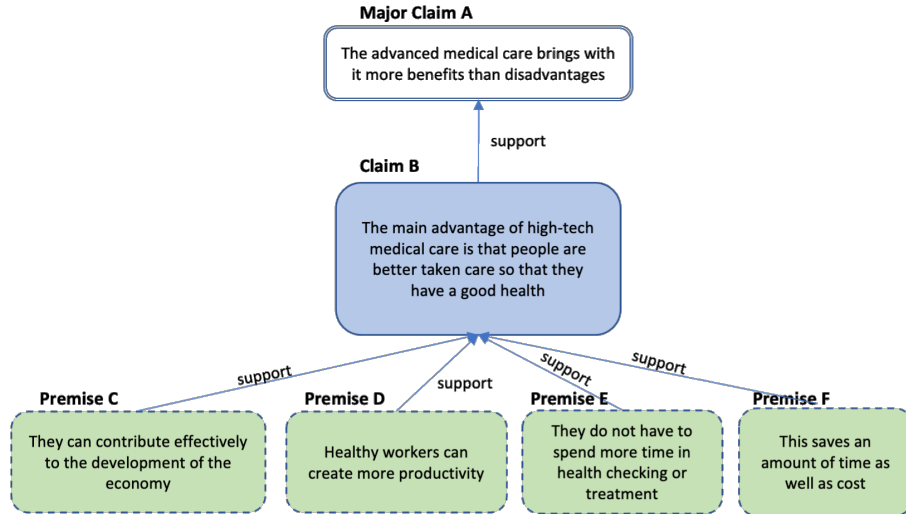 Major Claim A
The advanced medical care brings with
it more benefits than disadvantages
support
Claim B
The main advantage of high-tech
medical care is that people are
better taken care so that they
have a good health
support
support
support
support
Premise C
They can contribute effectively
to the development of the
economy
Premise D
Healthy workers can
create more productivity
Premise E
They do not have to
spend more time in
health checking or
treatment
Premise F
This saves an
amount of time as
well as cost